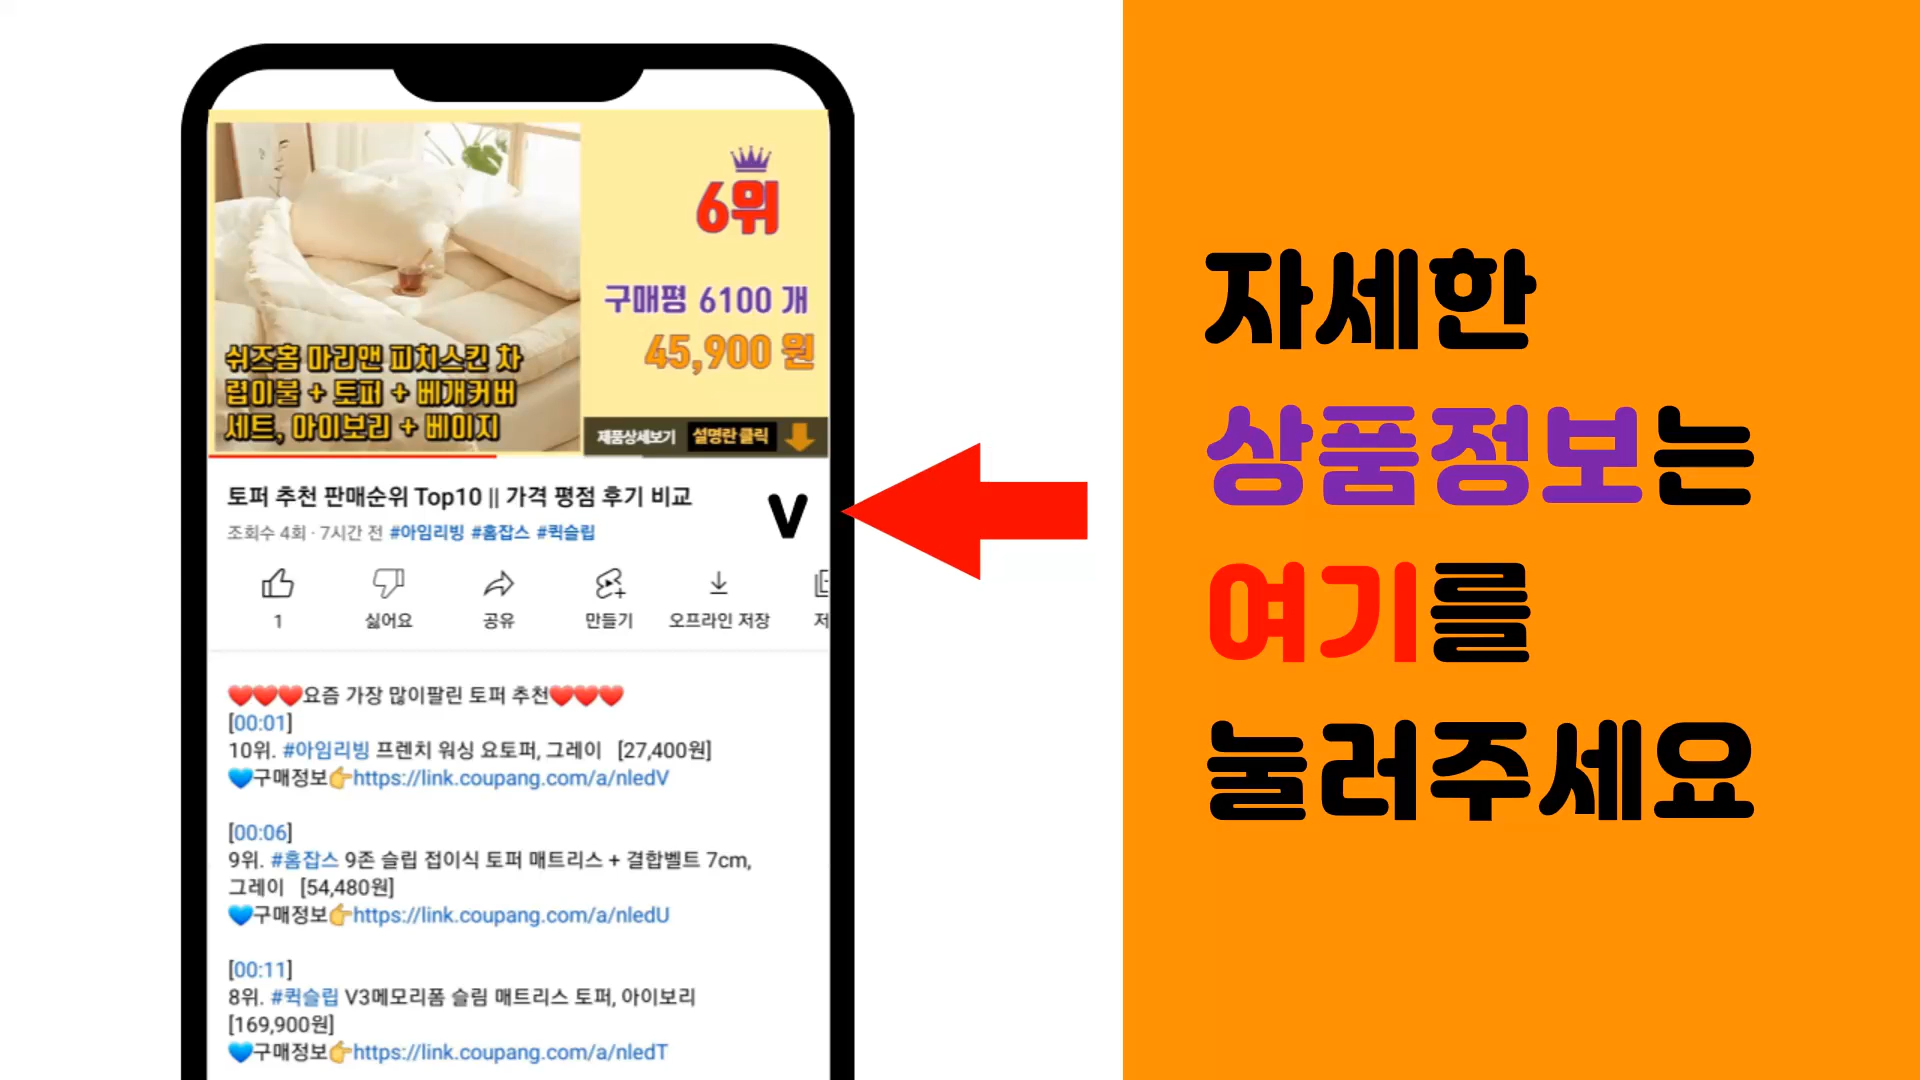 6위
구매평 6100 개
45,900 원
쉬즈홈 마리앤 피치스킨 차
렵이불 + 토퍼 + 베개커버
세트, 아이보리 + 베이지
제품상세보기 설명란 클릭
토퍼 추천 판매순위 Top10 || 가격 평점 후기 비교
V
조회수 4회 · 7시간 전 #아임리빙 #홈잡스 #퀵슬립
1 싫어요 공유 만들기 오프라인 저장 저
❤️❤️❤️요즘 가장 많이팔린 토퍼 추천❤️❤️❤️
[00:01]
10위. #아임리빙 프렌치 워싱 요토퍼, 그레이 [27,400원]
💙구매정보👉https://link.coupang.com/a/nledV
[00:06]
9위. #홈잡스 9존 슬립 접이식 토퍼 매트리스 + 결합벨트 7cm,
그레이 [54,480원]
💙구매정보👉https://link.coupang.com/a/nledU
[00:11]
8위. #퀵슬립 V3메모리폼 슬림 매트리스 토퍼, 아이보리
[169,900원]
💙구매정보👉https://link.coupang.com/a/nledT
자세한
상품정보는
여기를
눌러주세요